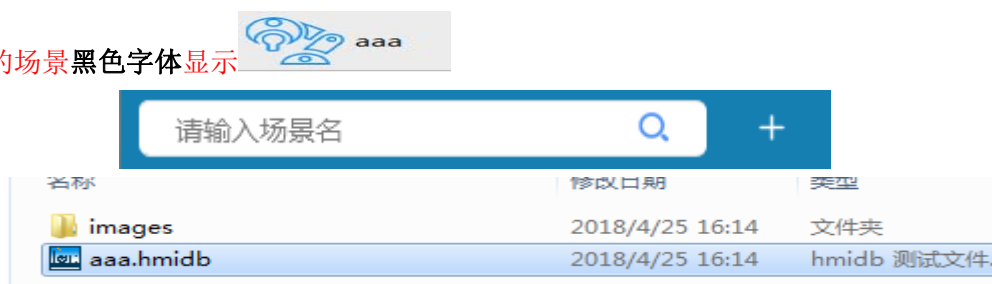 的场景黑色字体显示 aaa
请输入场景名
名称 修改日期 类型
images 2018/4/25 16:14 文件夹
aaa.hmidb 2018/4/25 16:14 hmidb 测试文件